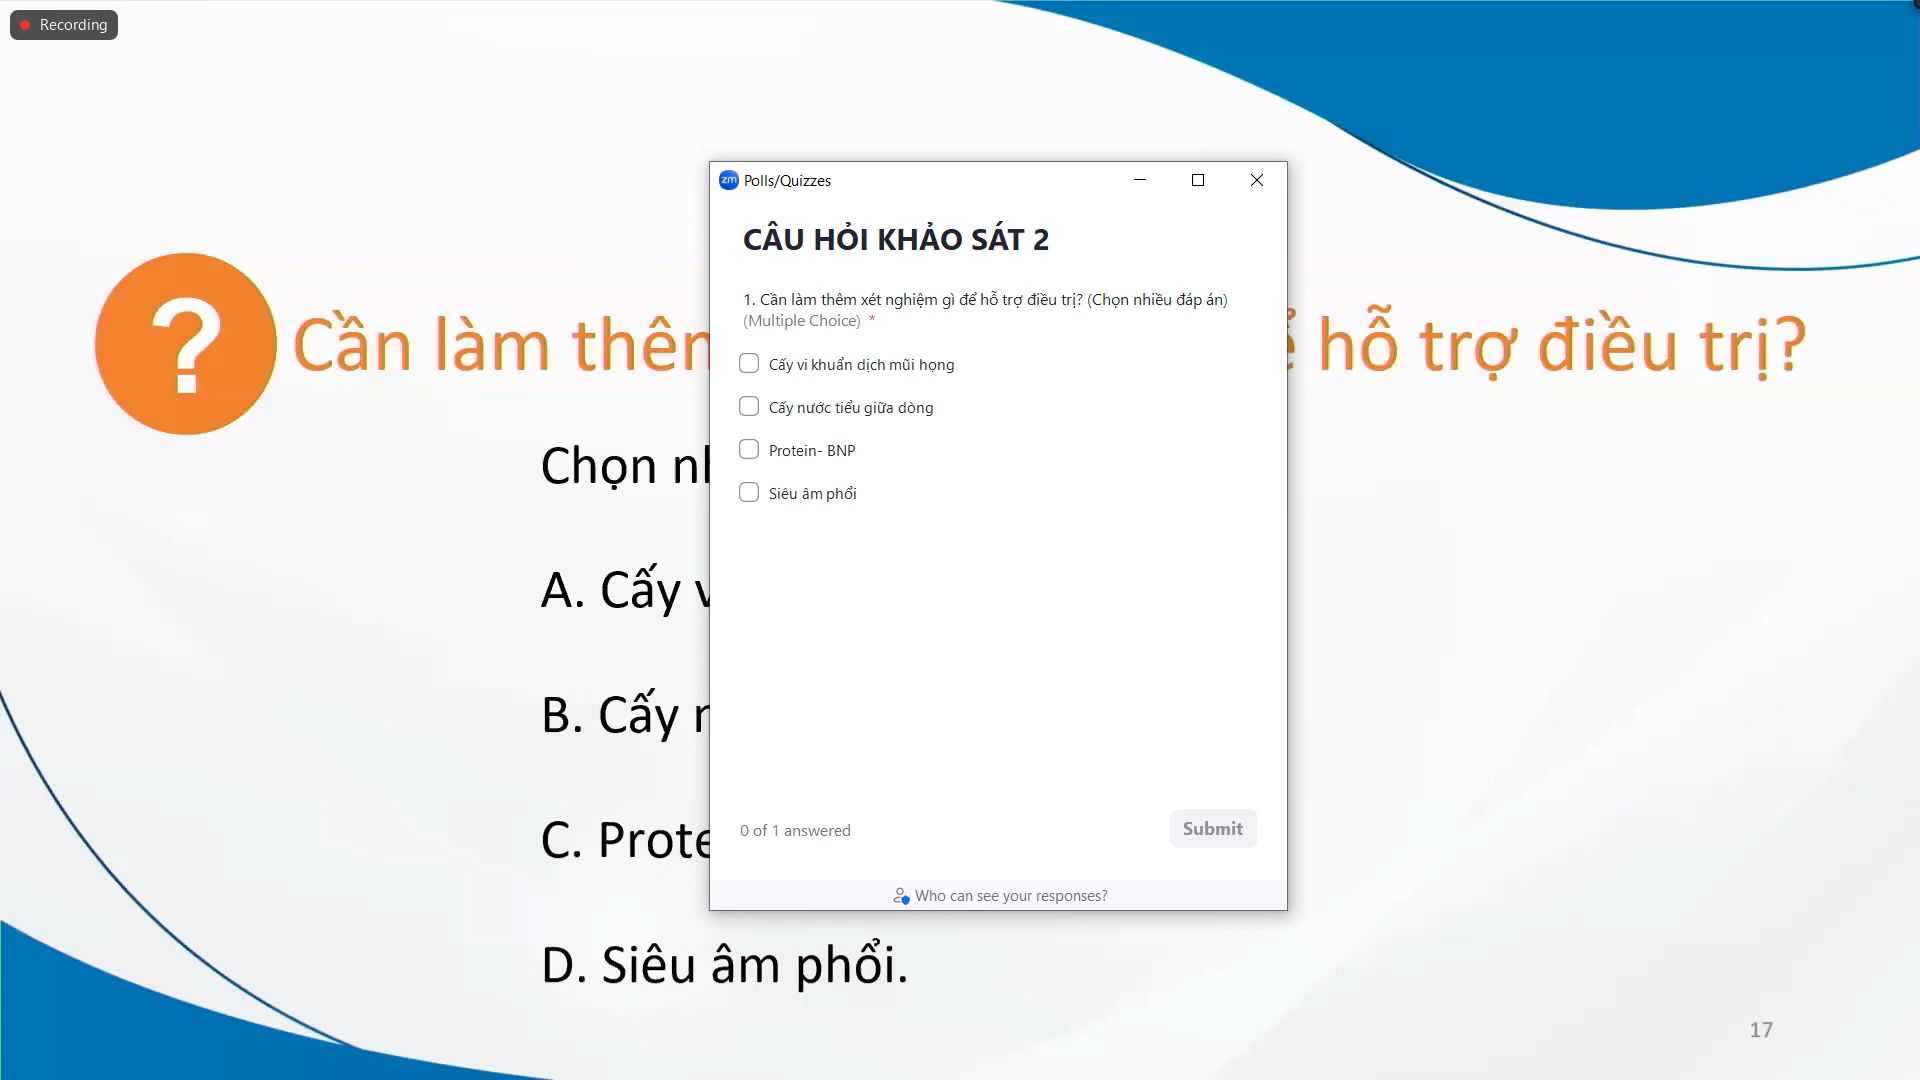 Recording
zm Polls/Quizzes
CÂU HỎI KHẢO SÁT 2
1. Cần làm thêm xét nghiệm gì để hỗ trợ điều trị? (Chọn nhiều đáp án)
(Multiple Choice) *
Cấy vi khuẩn dịch mũi họng
Cấy nước tiểu giữa dòng
Protein- BNP
Siêu âm phổi
0 of 1 answered
Submit
Who can see your responses?
? Cần làm thêm hỗ trợ điều trị?
Chọn
A. Cấy
B. Cấy
C. Prote
D. Siêu âm phổi.
17